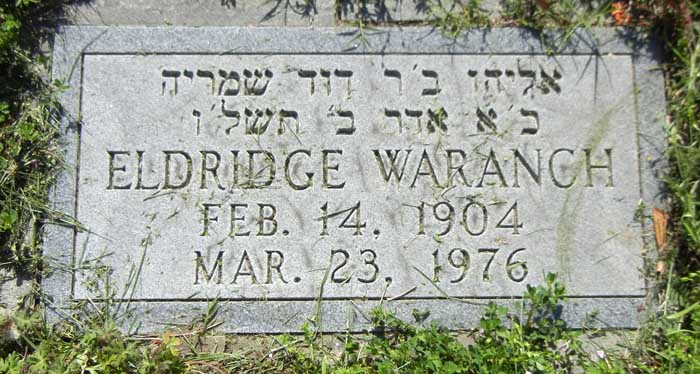 אליהו ב'ר דוד שמריה
כ'א אדר ב' תשל'ו
ELDRIDGE WARANCH
FEB. 14, 1904
MAR. 23, 1976